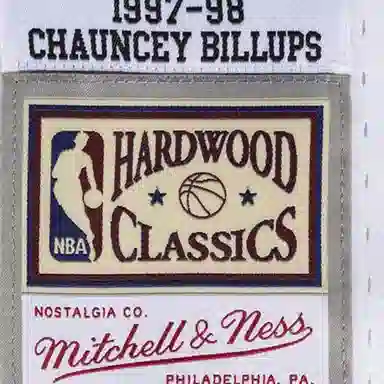 1997-98
CHAUNCEY BILLUPS
HARDWOOD
NBA
CLASSICS
NOSTALGIA CO.
Mitchell & Ness
PHILADELPHIA, PA.